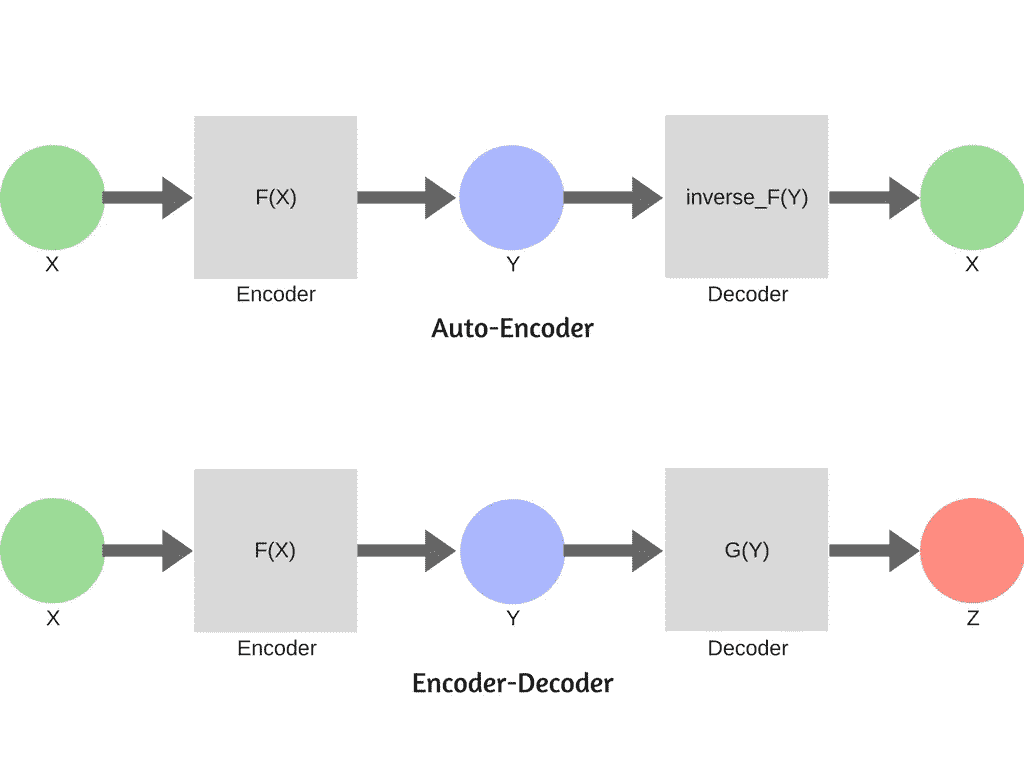 F(X)
inverse_F(Y)
X
Y
X
Encoder
Decoder
Auto-Encoder
F(X)
G(Y)
X
Y
Z
Encoder
Decoder
Encoder-Decoder